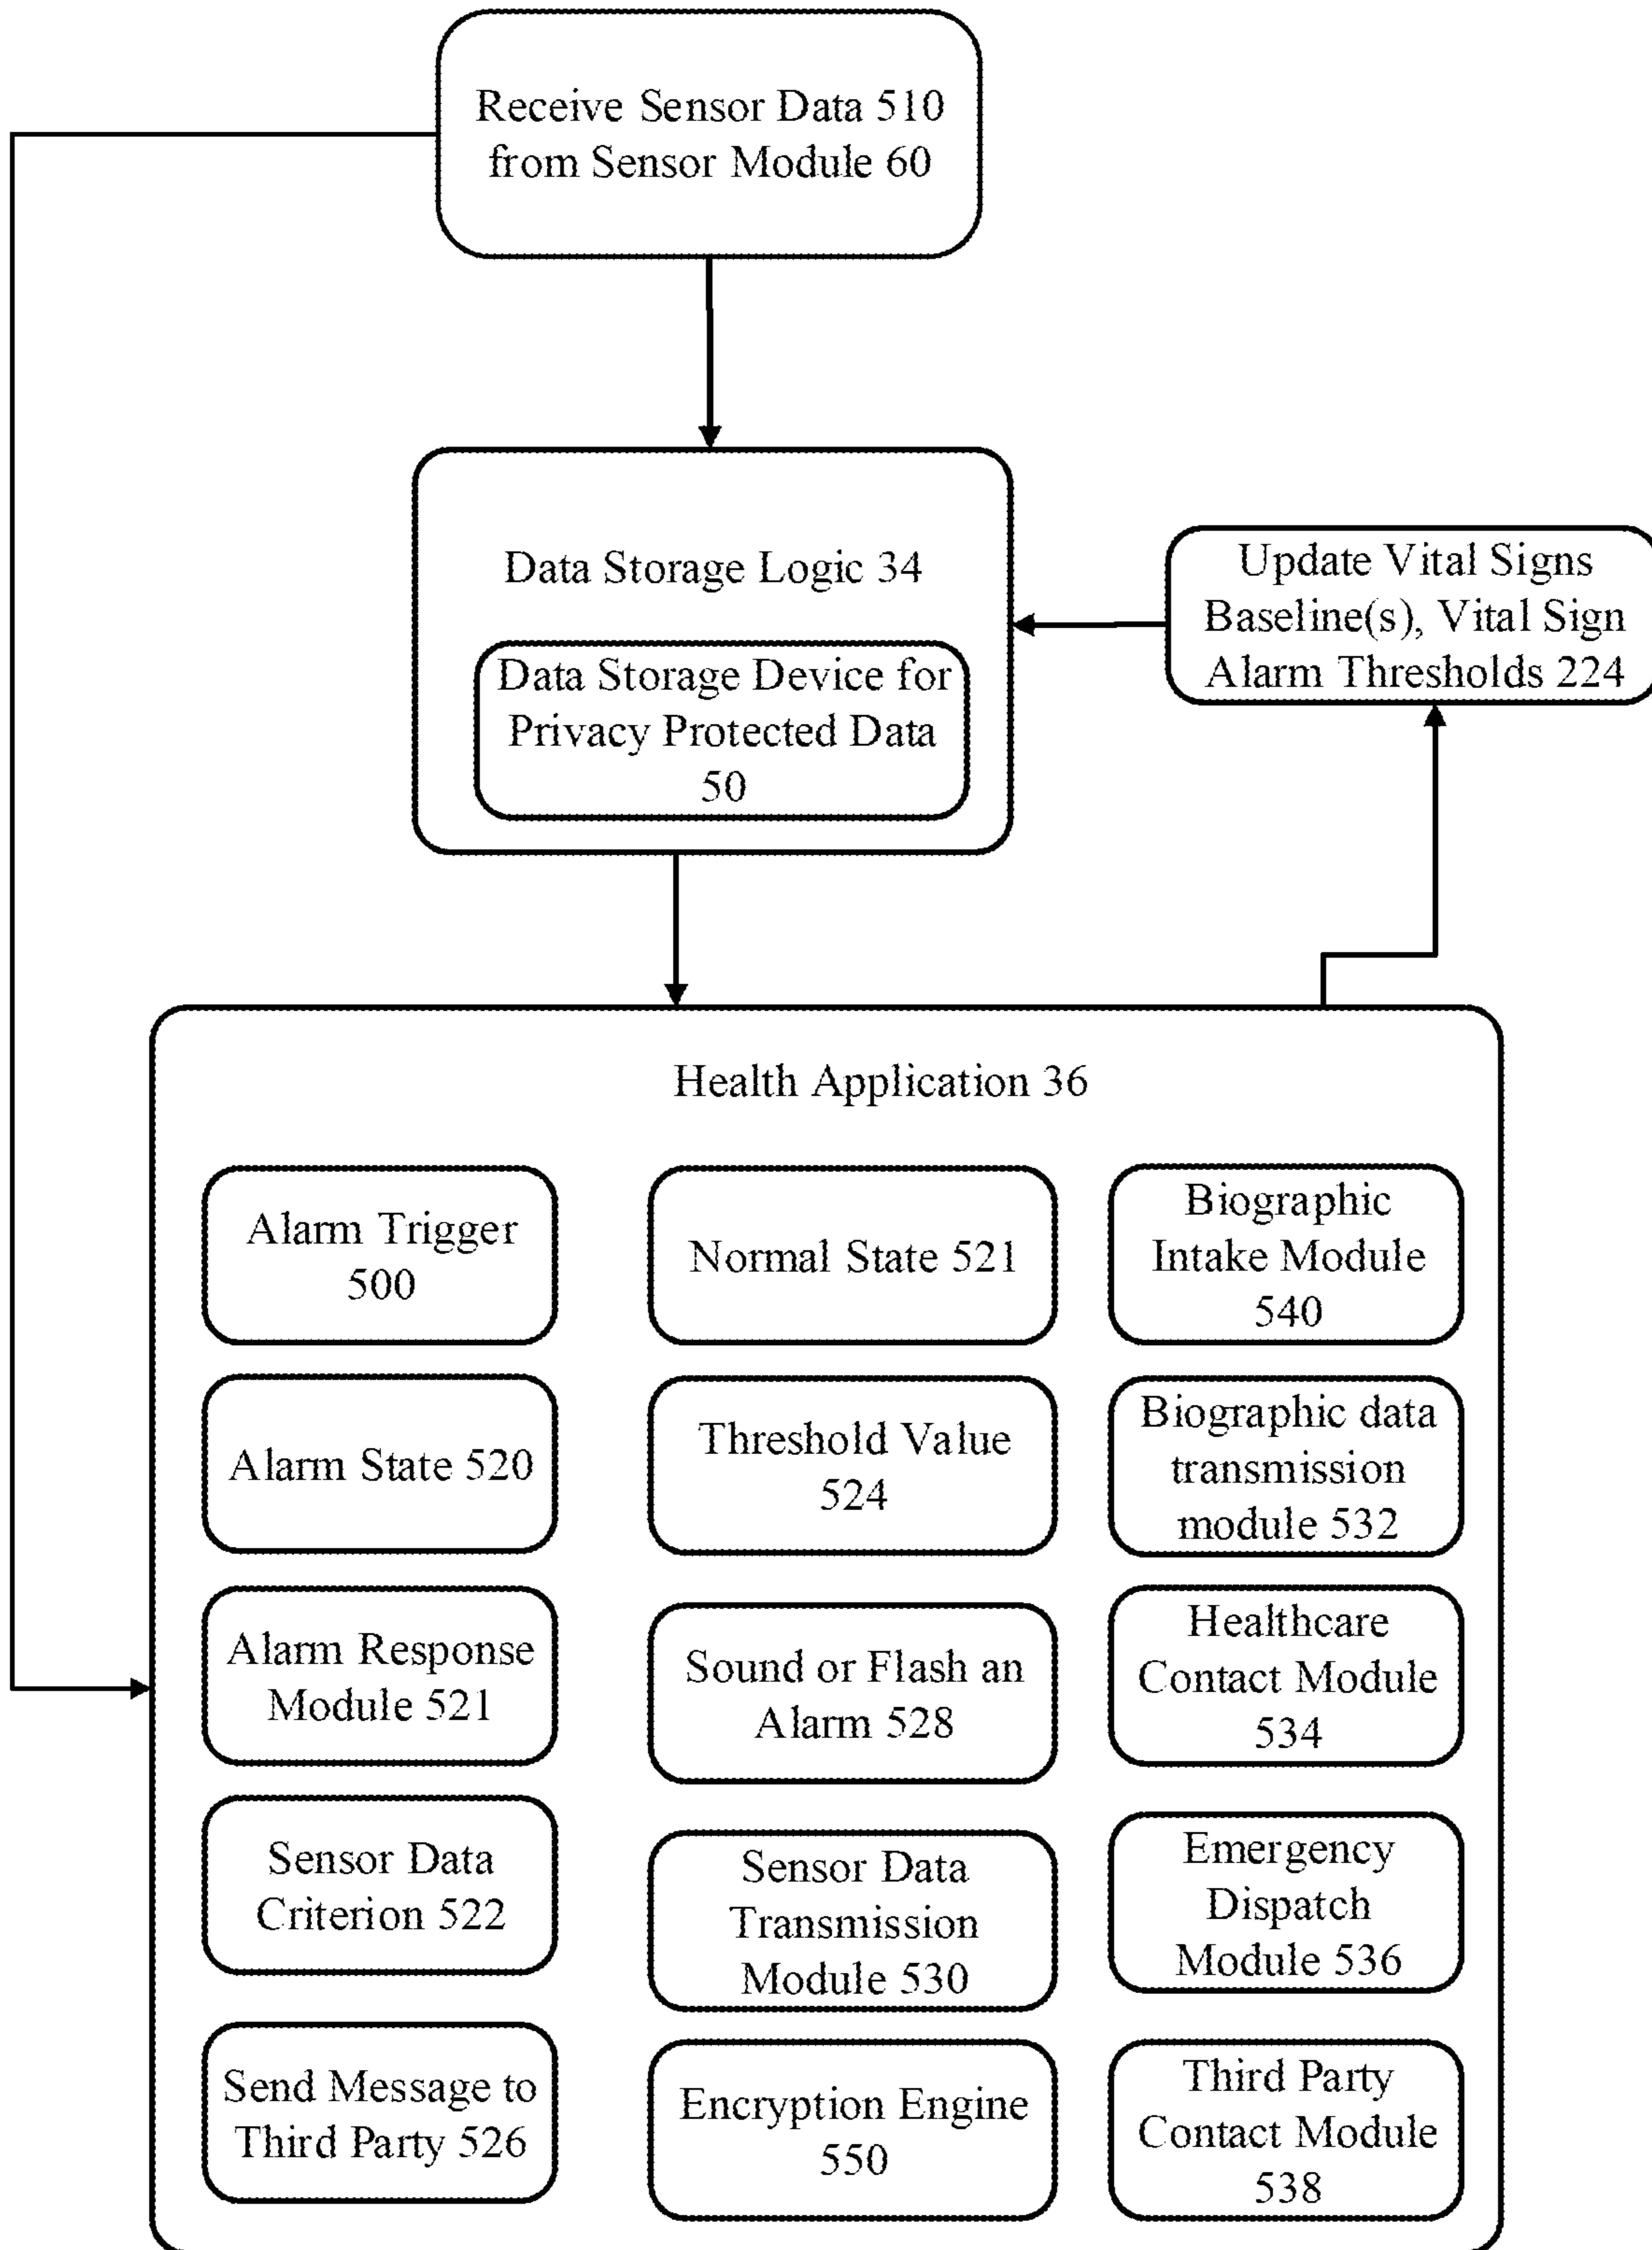 Receive Sensor Data 510
from Sensor Module 60
Data Storage Logic 34
Data Storage Device for
Privacy Protected Data
50
Update Vital Signs
Baseline(s), Vital Sign
Alarm Thresholds 224
Health Application 36
Alarm Trigger
500
Normal State 521
Biographic
Intake Module
540
Alarm State 520
Threshold Value
524
Biographic data
transmission
module 532
Alarm Response
Module 521
Sound or Flash an
Alarm 528
Healthcare
Contact Module
534
Sensor Data
Criterion 522
Sensor Data
Transmission
Module 530
Emergency
Dispatch
Module 536
Send Message to
Third Party 526
Encryption Engine
550
Third Party
Contact Module
538